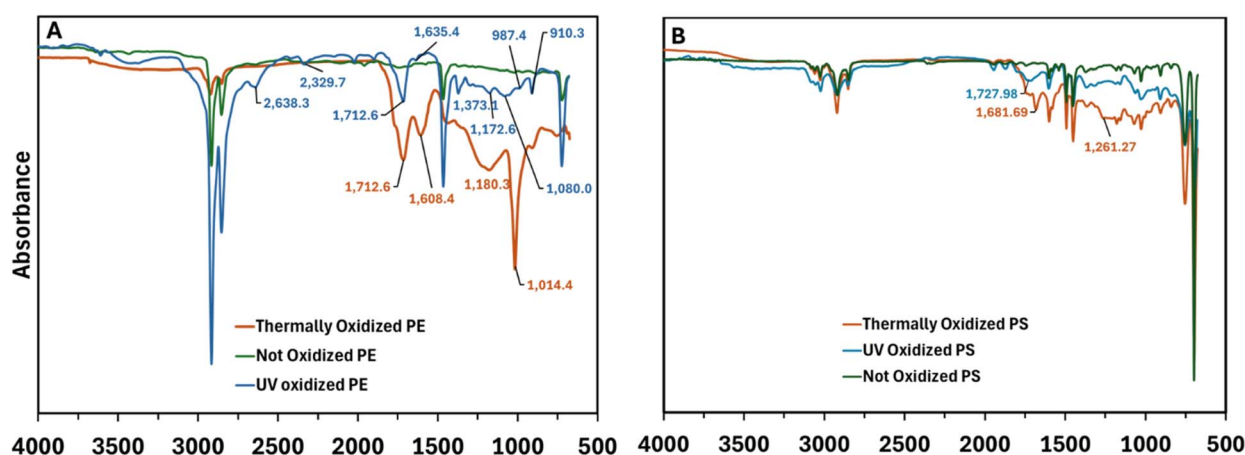 A
1,635.4
987.4
910.3
2,329.7
2,638.3
1,712.6
1,373.1
1,172.6
1,712.6
1,608.4
1,180.3
1,080.0
1,014.4
Absorbance
Thermally Oxidized PE
Not Oxidized PE
UV oxidized PE
4000 3500 3000 2500 2000 1500 1000 500
B
1,727.98
1,681.69
1,261.27
Thermally Oxidized PS
UV Oxidized PS
Not Oxidized PS
4000 3500 3000 2500 2000 1500 1000 500